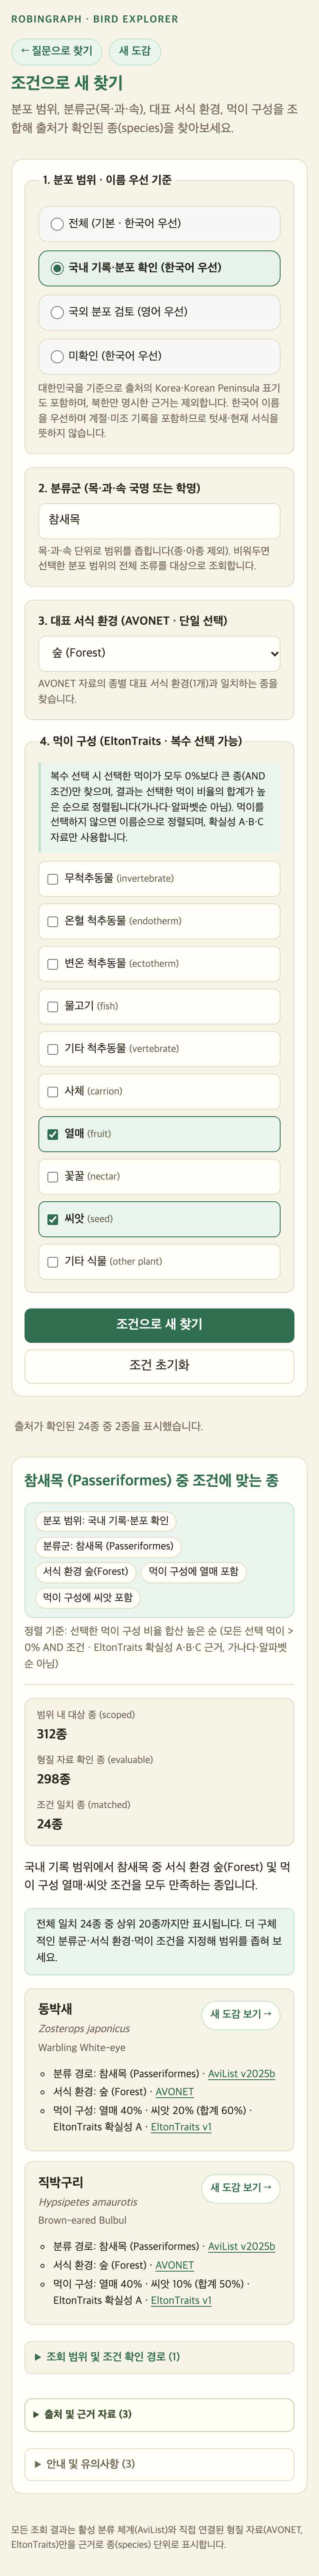 ROBINGRAPH · BIRD EXPLORER
← 질문으로 찾기
새 도감
조건으로 새 찾기
분포 범위, 분류군(목·과·속), 대표 서식 환경, 먹이 구성을 조
합해 출처가 확인된 종(species)을 찾아보세요.
1. 분포 범위 · 이름 우선 기준
전체 (기본 · 한국어 우선)
국내 기록·분포 확인 (한국어 우선)
국외 분포 검토 (영어 우선)
미확인 (한국어 우선)
대한민국을 기준으로 출처의 Korea·Korean Peninsula 표기
도 포함하며, 북한만 명시한 근거는 제외합니다. 한국어 이름
을 우선하며 계절·미조 기록을 포함하므로 텃새·현재 서식을
뜻하지 않습니다.
2. 분류군 (목·과·속 국명 또는 학명)
참새목
목·과·속 단위로 범위를 좁힙니다(종·아종 제외). 비워두면
선택한 분포 범위의 전체 조류를 대상으로 조회합니다.
3. 대표 서식 환경 (AVONET · 단일 선택)
숲 (Forest)
AVONET 자료의 종별 대표 서식 환경(1개)과 일치하는 종을
찾습니다.
4. 먹이 구성 (EltonTraits · 복수 선택 가능)
복수 선택 시 선택한 먹이가 모두 0%보다 큰 종(AND
조건)만 찾으며, 결과는 선택한 먹이 비율의 합계가 높
은 순으로 정렬됩니다(가나다·알파벳순 아님). 먹이를
선택하지 않으면 이름순으로 정렬되며, 확실성 A·B·C
자료만 사용합니다.
무척추동물 (invertebrate)
온혈 척추동물 (endotherm)
변온 척추동물 (ectotherm)
물고기 (fish)
기타 척추동물 (vertebrate)
사체 (carrion)
열매 (fruit)
꽃꿀 (nectar)
씨앗 (seed)
기타 식물 (other plant)
조건으로 새 찾기
조건 초기화
출처가 확인된 24종 중 2종을 표시했습니다.
참새목 (Passeriformes) 중 조건에 맞는 종
분포 범위: 국내 기록·분포 확인
분류군: 참새목 (Passeriformes)
서식 환경 숲(Forest)
먹이 구성에 열매 포함
먹이 구성에 씨앗 포함
정렬 기준: 선택한 먹이 구성 비율 합산 높은 순 (모든 선택 먹이 >
0% AND 조건 · EltonTraits 확실성 A·B·C 근거, 가나다·알파벳
순 아님)
범위 내 대상 종 (scoped)
312종
형질 자료 확인 종 (evaluable)
298종
조건 일치 종 (matched)
24종
국내 기록 범위에서 참새목 중 서식 환경 숲(Forest) 및 먹
이 구성 열매·씨앗 조건을 모두 만족하는 종입니다.
전체 일치 24종 중 상위 20종까지만 표시됩니다. 더 구체
적인 분류군·서식 환경·먹이 조건을 지정해 범위를 좁혀 보
세요.
동박새
새 도감 보기 →
Zosterops japonicus
Warbling White-eye
분류 경로: 참새목 (Passeriformes) · AviList v2025b
서식 환경: 숲 (Forest) · AVONET
먹이 구성: 열매 40% · 씨앗 20% (합계 60%) ·
EltonTraits 확실성 A · EltonTraits v1
직박구리
새 도감 보기 →
Hypsipetes amaurotis
Brown-eared Bulbul
분류 경로: 참새목 (Passeriformes) · AviList v2025b
서식 환경: 숲 (Forest) · AVONET
먹이 구성: 열매 40% · 씨앗 10% (합계 50%) ·
EltonTraits 확실성 A · EltonTraits v1
▶ 조회 범위 및 조건 확인 경로 (1)
▶ 출처 및 근거 자료 (3)
▶ 안내 및 유의사항 (3)
모든 조회 결과는 활성 분류 체계(AviList)와 직접 연결된 형질 자료(AVONET,
EltonTraits)만을 근거로 종(species) 단위로 표시합니다.